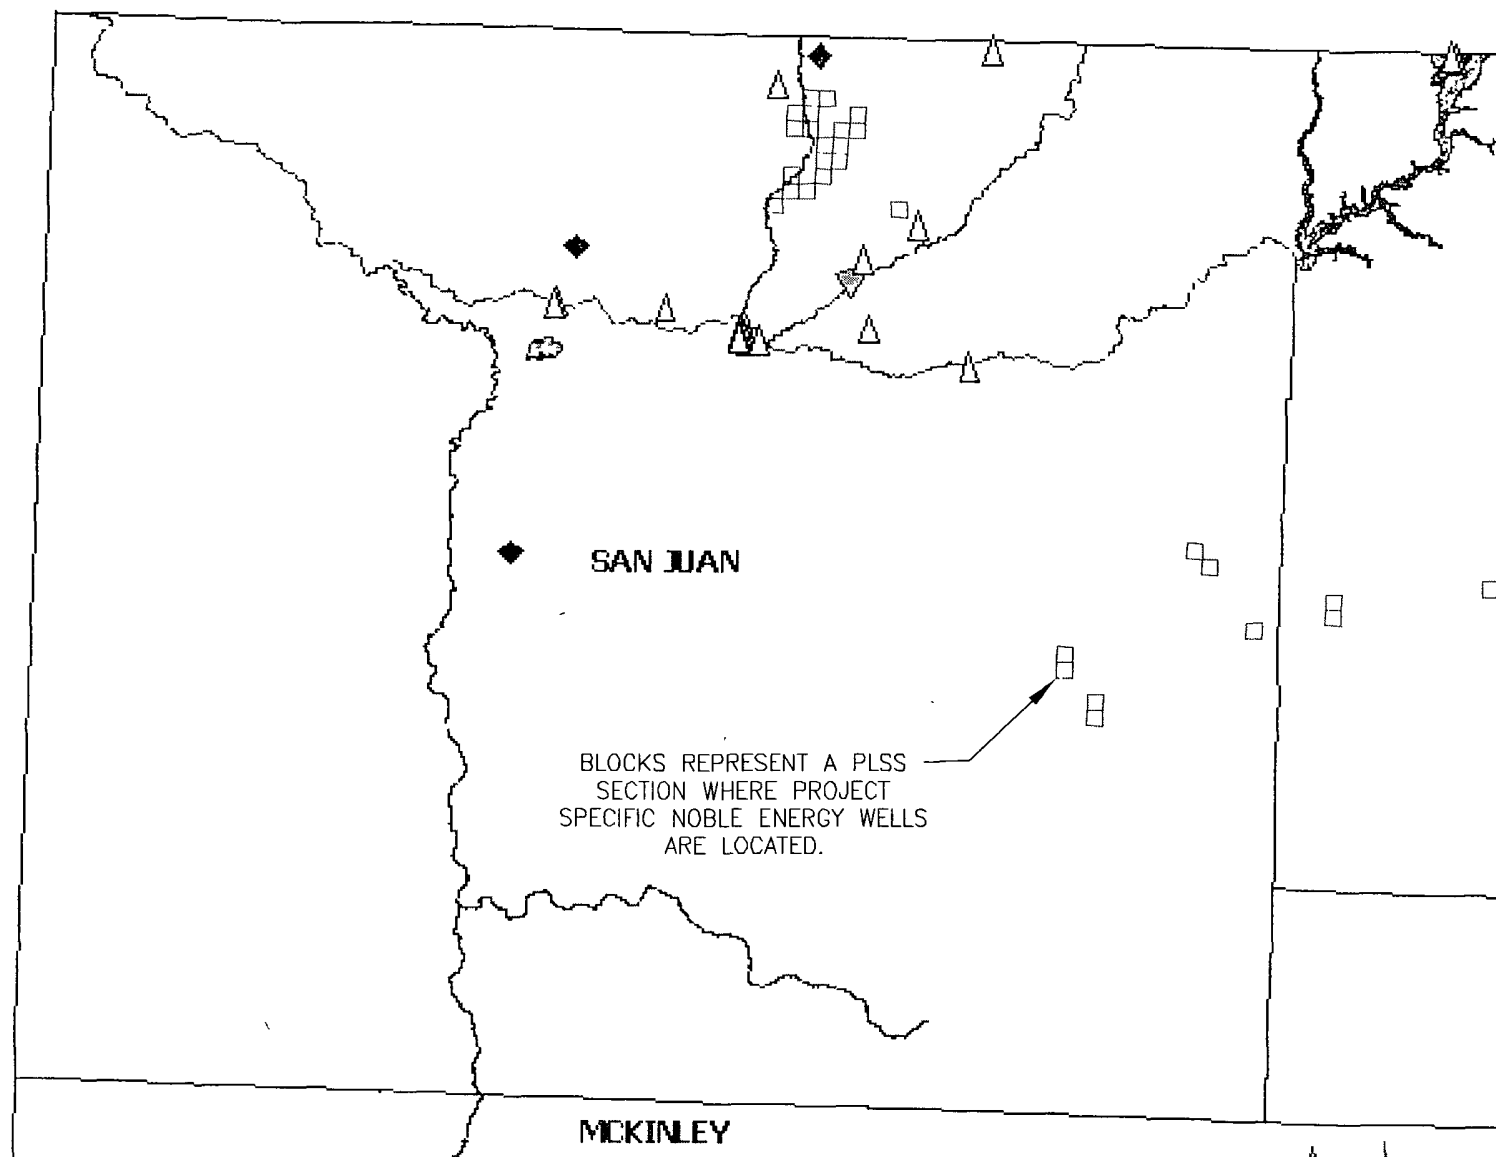 SAN JUAN
BLOCKS REPRESENT A PLSS
SECTION WHERE PROJECT
SPECIFIC NOBLE ENERGY WELLS
ARE LOCATED.
MCKINLEY